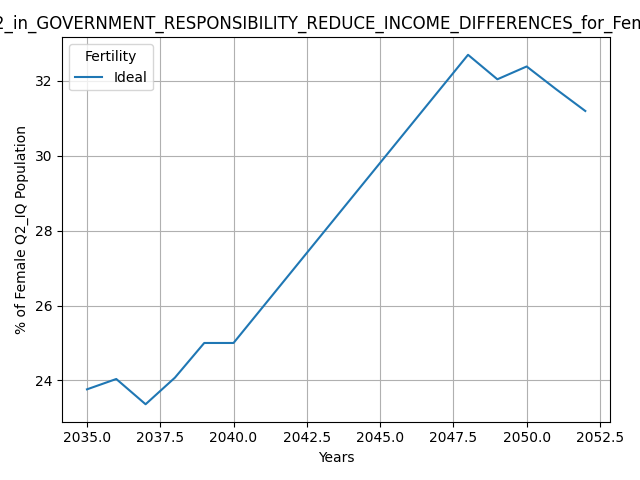 2_in_GOVERNMENT_RESPONSIBILITY_REDUCE_INCOME_DIFFERENCES_for_Fem
Fertility
Ideal
% of Female Q2_IQ Population
32
30
28
26
24
2035.0 2037.5 2040.0 2042.5 2045.0 2047.5 2050.0 2052.5
Years